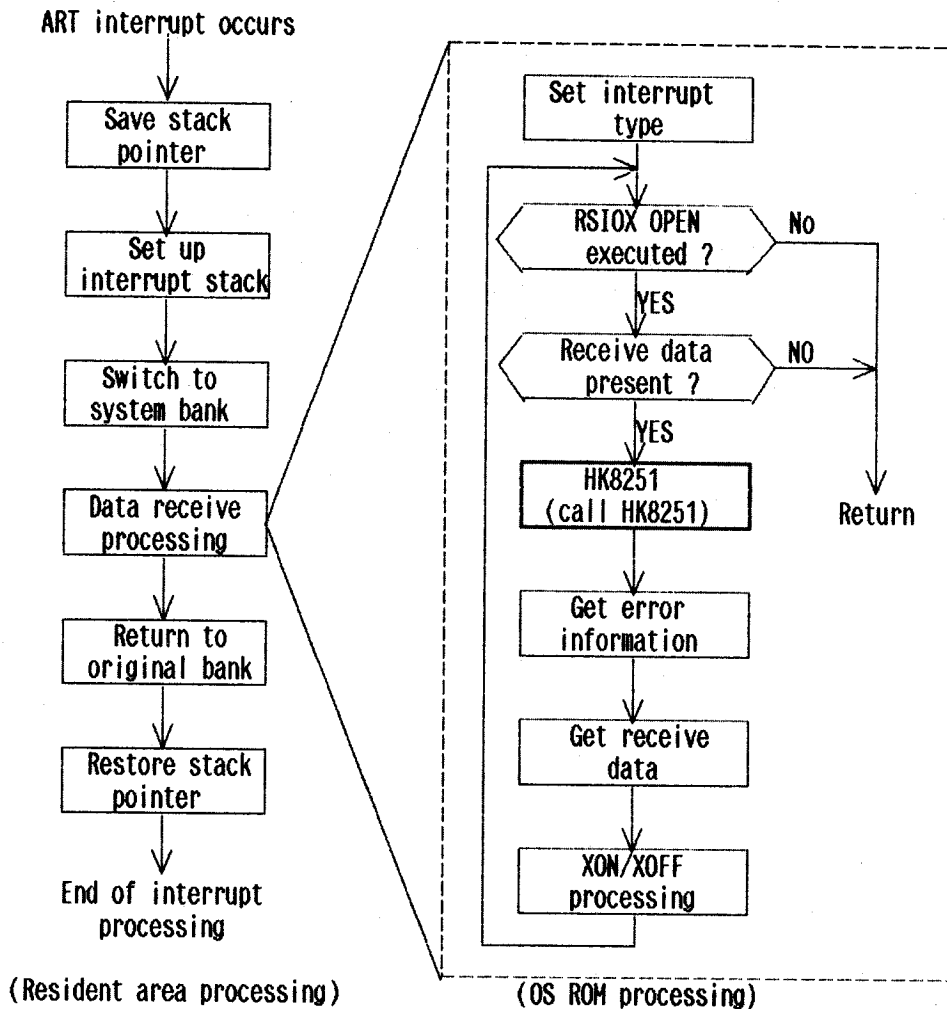 ART interrupt occurs
Save stack
pointer
Set up
interrupt stack
Switch to
system bank
Data receive
processing
Return to
original bank
Restore stack
pointer
End of interrupt
processing
(Resident area processing)
Set interrupt
type
RSIOX OPEN
executed ?
No
YES
Receive data
present ?
NO
YES
HK8251
(call HK8251)
Return
Get error
information
Get receive
data
XON/XOFF
processing
(OS ROM processing)